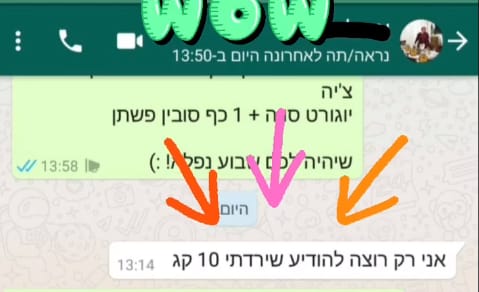 WOW
נראה/תה לאחרונה היום ב-13:50
צ'יה
יוגורט סויה + 1 כף סובין פשתן
שיהיה לכם שבוע נפלא! :)
13:58
היום
אני רק רוצה להודיע שירדתי 10 קג
13:14